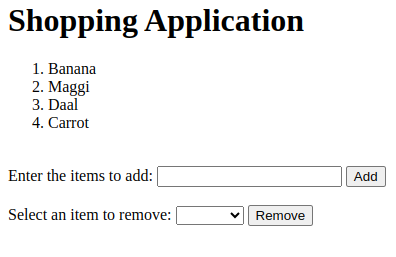 Shopping Application
1. Banana
2. Maggi
3. Daal
4. Carrot
Enter the items to add: Add
Select an item to remove: Remove